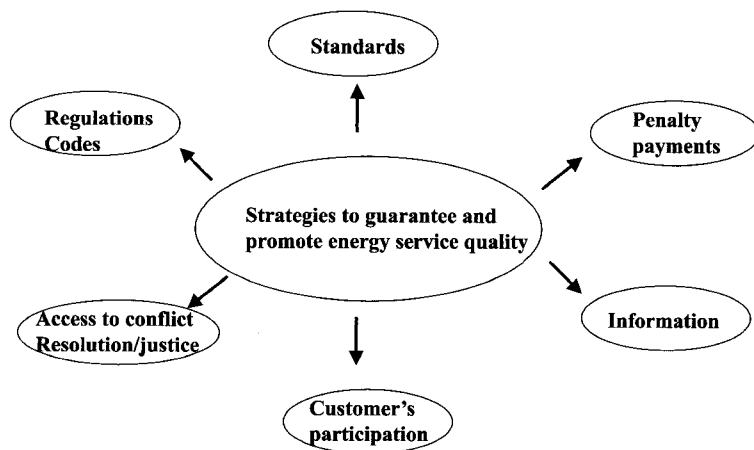 Standards
Regulations
Codes
Penalty
payments
Strategies to guarantee and
promote energy service quality
Access to conflict
Resolution/justice
Information
Customer's
participation